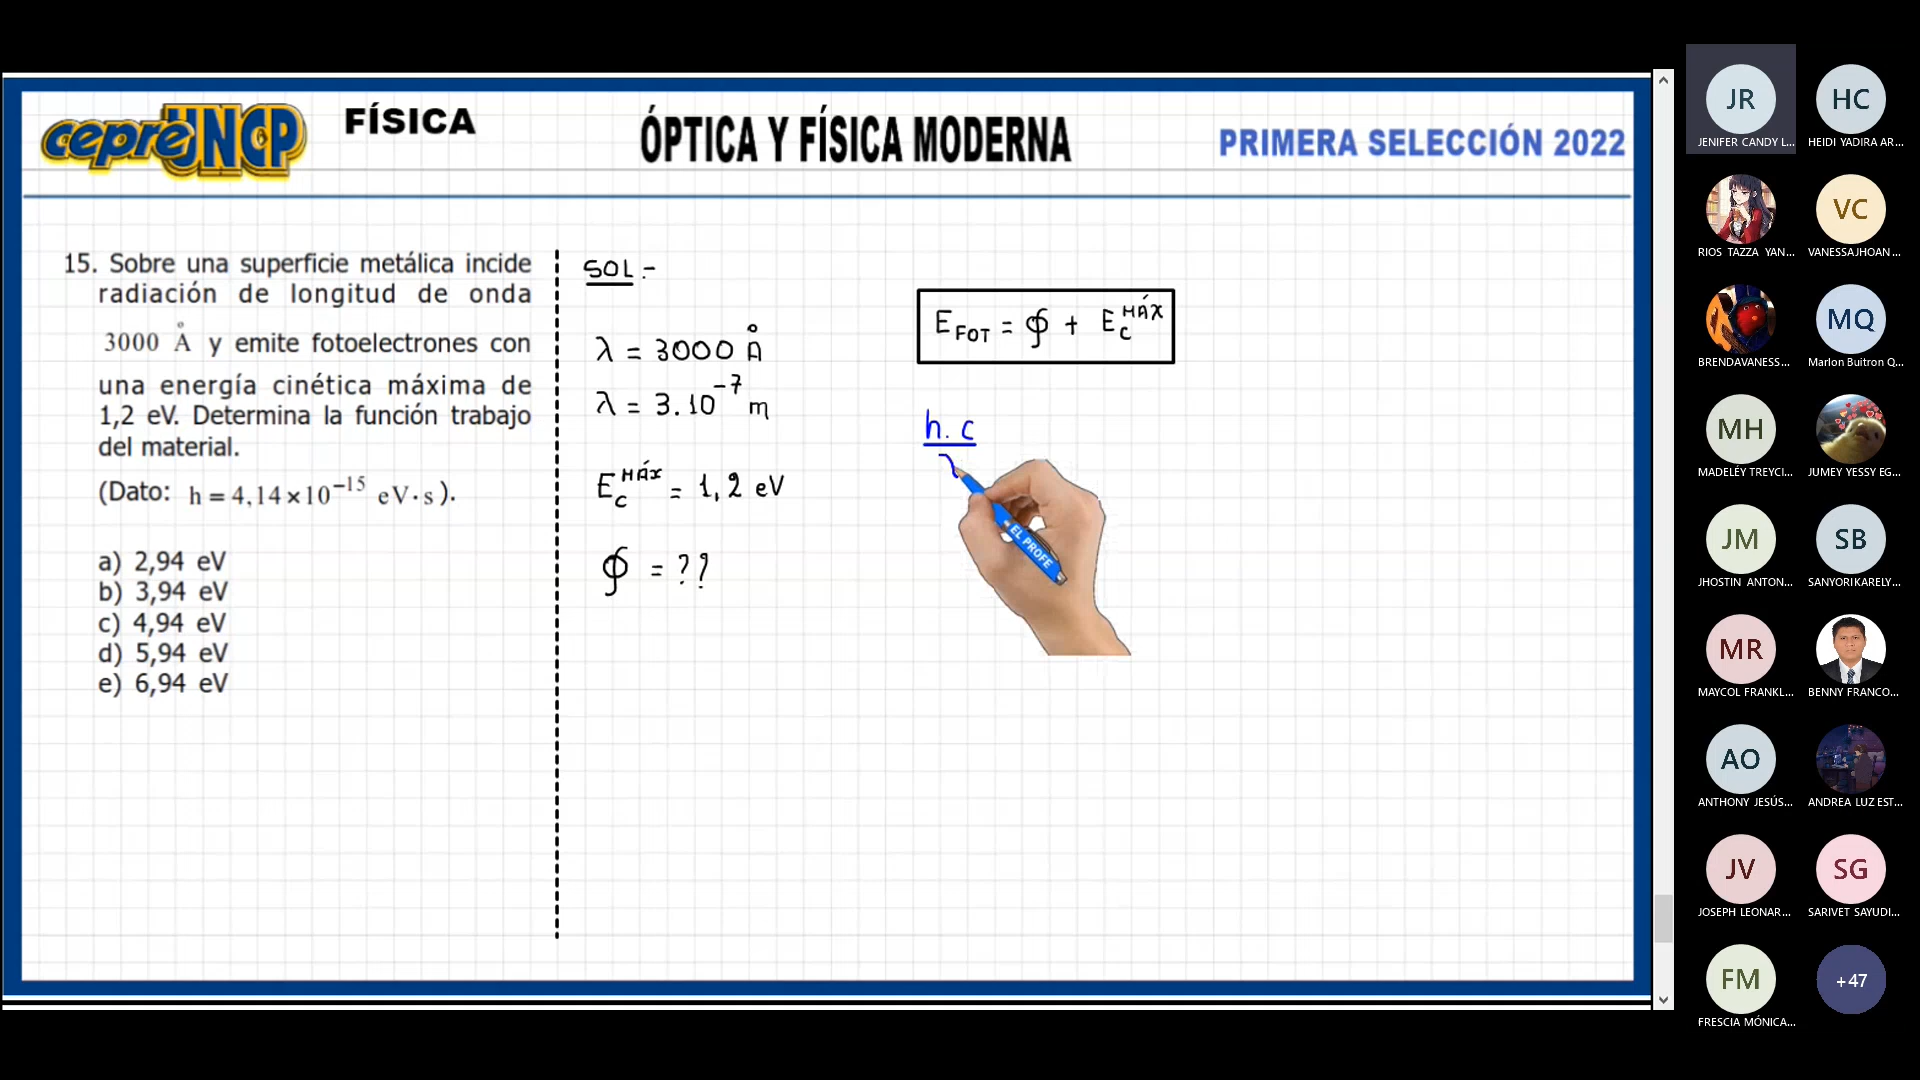 cepre UNCP
FÍSICA
ÓPTICA Y FÍSICA MODERNA
PRIMERA SELECCIÓN 2022
15. Sobre una superficie metálica incide
radiación de longitud de onda
3000 Å y emite fotoelectrones con
una energía cinética máxima de
1,2 eV. Determina la función trabajo
del material.
(Dato: h = 4,14×10⁻¹⁵ eV·s).
a) 2,94 eV
b) 3,94 eV
c) 4,94 eV
d) 5,94 eV
e) 6,94 eV
SOL:-
λ = 3000 Å
λ = 3.10⁻⁷ m
E_C^MÁX = 1,2 eV
ϕ = ??
E_FOT = ϕ + E_C^MÁX
h.c
EL PROFE
JR
JENIFER CANDY L...
HC
HEIDI YADIRA AR...
RIOS TAZZA YAN...
VC
VANESSAJHOAN...
BRENDAVANESS...
MQ
Marlon Buitron Q...
MH
MADELÉY TREYCI...
JUMEY YESSY EG...
JM
JHOSTIN ANTON...
SB
SANYORIKARELY...
MR
MAYCOL FRANKL...
BENNY FRANCO...
AO
ANTHONY JESÚS...
ANDREA LUZ EST...
JV
JOSEPH LEONAR...
SG
SARIVET SAYUDI...
FM
FRESCIA MÓNICA...
+47